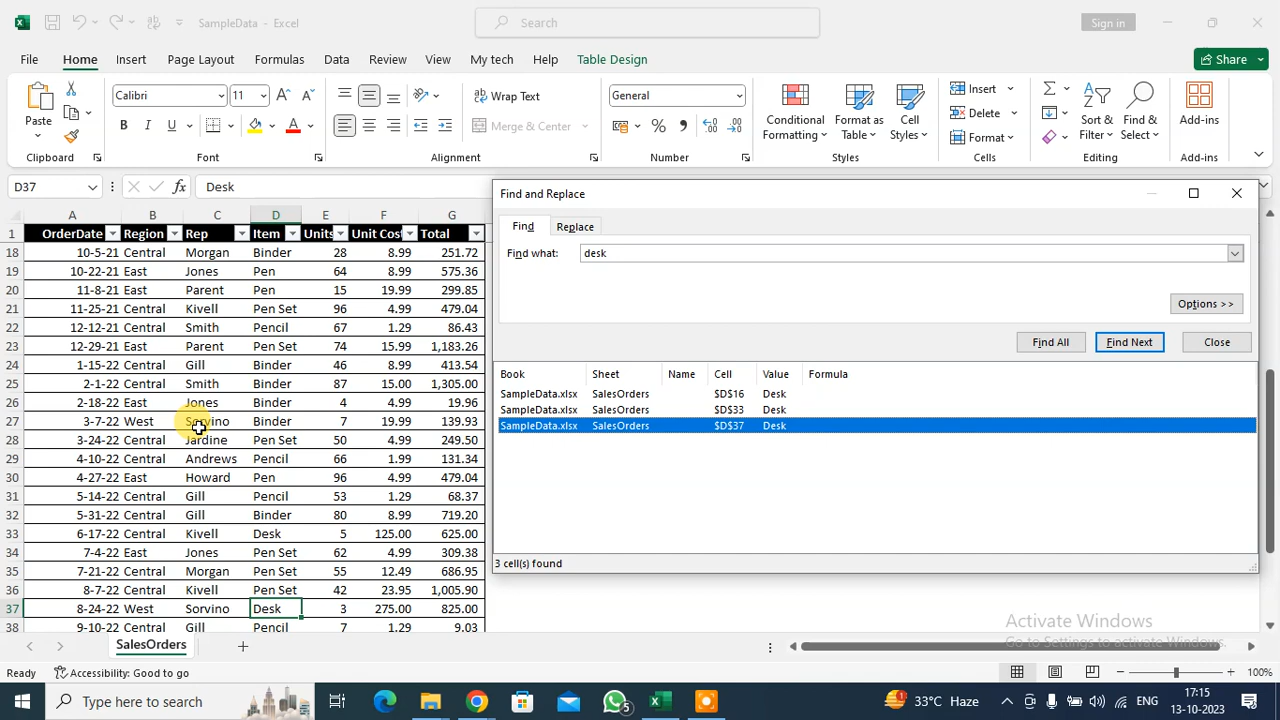 SampleData - Excel
Search
Sign in
File Home Insert Page Layout Formulas Data Review View My tech Help Table Design
Share
Paste
Clipboard
Calibri 11
B I U
Font
Wrap Text
Merge & Center
Alignment
General
Number
Conditional Formatting
Format as Table
Cell Styles
Styles
Insert
Delete
Format
Cells
Sort & Filter
Find & Select
Editing
Add-ins
Add-ins
D37 fx Desk
A B C D E F G
1 OrderDate Region Rep Item Units Unit Cost Total
18 10-5-21 Central Morgan Binder 28 8.99 251.72
19 10-22-21 East Jones Pen 64 8.99 575.36
20 11-8-21 East Parent Pen 15 19.99 299.85
21 11-25-21 Central Kivell Pen Set 96 4.99 479.04
22 12-12-21 Central Smith Pencil 67 1.29 86.43
23 12-29-21 East Parent Pen Set 74 15.99 1,183.26
24 1-15-22 Central Gill Binder 46 8.99 413.54
25 2-1-22 Central Smith Binder 87 15.00 1,305.00
26 2-18-22 East Jones Binder 4 4.99 19.96
27 3-7-22 West Sorvino Binder 7 19.99 139.93
28 3-24-22 Central Jardine Pen Set 50 4.99 249.50
29 4-10-22 Central Andrews Pencil 66 1.99 131.34
30 4-27-22 East Howard Pen 96 4.99 479.04
31 5-14-22 Central Gill Pencil 53 1.29 68.37
32 5-31-22 Central Gill Binder 80 8.99 719.20
33 6-17-22 Central Kivell Desk 5 125.00 625.00
34 7-4-22 East Jones Pen Set 62 4.99 309.38
35 7-21-22 Central Morgan Pen Set 55 12.49 686.95
36 8-7-22 Central Kivell Pen Set 42 23.95 1,005.90
37 8-24-22 West Sorvino Desk 3 275.00 825.00
38 9-10-22 Central Gill Pencil 7 1.29 9.03
Find and Replace
Find Replace
Find what: desk
Options >>
Find All Find Next Close
Book Sheet Name Cell Value Formula
SampleData.xlsx SalesOrders $D$16 Desk
SampleData.xlsx SalesOrders $D$33 Desk
SampleData.xlsx SalesOrders $D$37 Desk
3 cell(s) found
Activate Windows
Go to Settings to activate Windows.
SalesOrders
Ready Accessibility: Good to go 100%
Type here to search
5
33°C Haze
ENG
17:15
13-10-2023
1